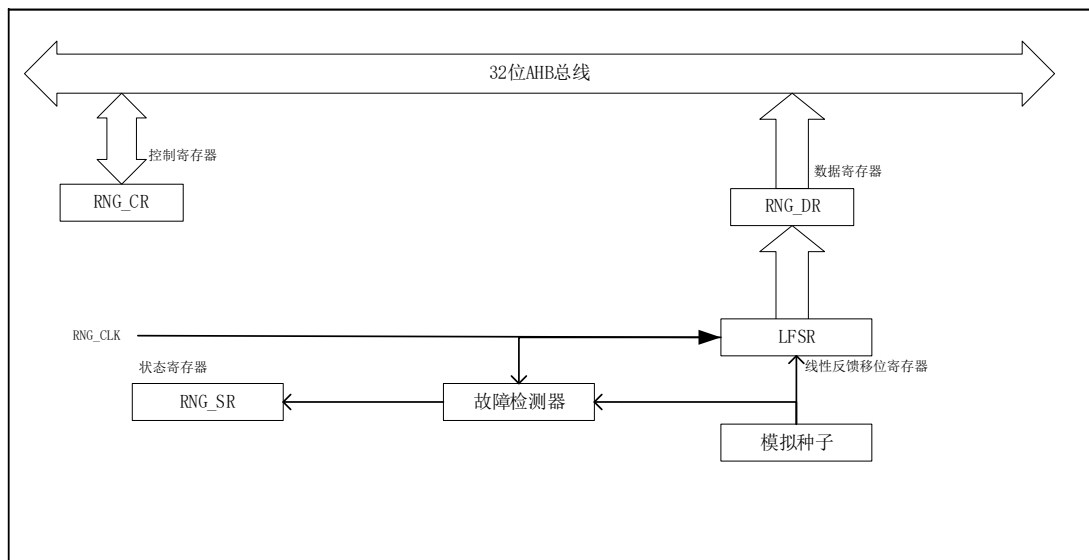 32位AHB总线
控制寄存器
RNG_CR
数据寄存器
RNG_DR
RNG_CLK
LFSR
线性反馈移位寄存器
状态寄存器
RNG_SR
故障检测器
模拟种子